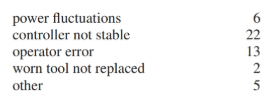 power fluctuations 6
controller not stable 22
operator error 13
worn tool not replaced 2
other 5